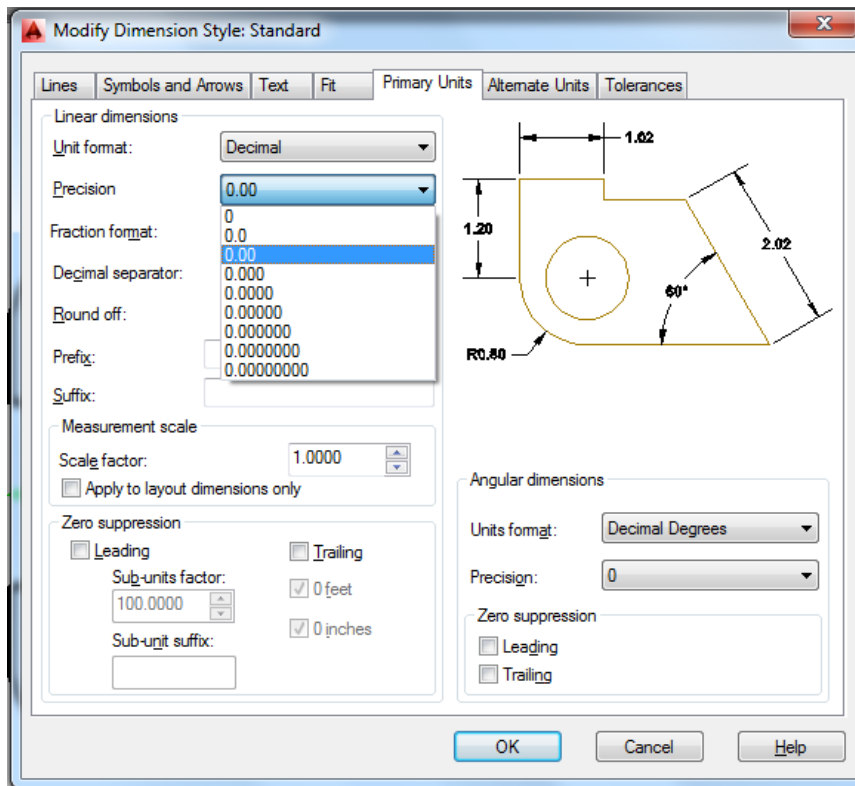 Modify Dimension Style: Standard
Lines
Symbols and Arrows
Text
Fit
Primary Units
Alternate Units
Tolerances
Linear dimensions
Unit format:
Decimal
Precision
0.00
0
0.0
0.00
0.000
0.0000
0.00000
0.000000
0.0000000
0.00000000
Fraction format:
Decimal separator:
Round off:
Prefix:
Suffix:
Measurement scale
Scale factor:
1.0000
Apply to layout dimensions only
Zero suppression
Leading
Trailing
Sub-units factor:
100.0000
0 feet
0 inches
Sub-unit suffix:
1.02
1.20
2.02
60°
R0.80
Angular dimensions
Units format:
Decimal Degrees
Precision:
0
Zero suppression
Leading
Trailing
OK
Cancel
Help